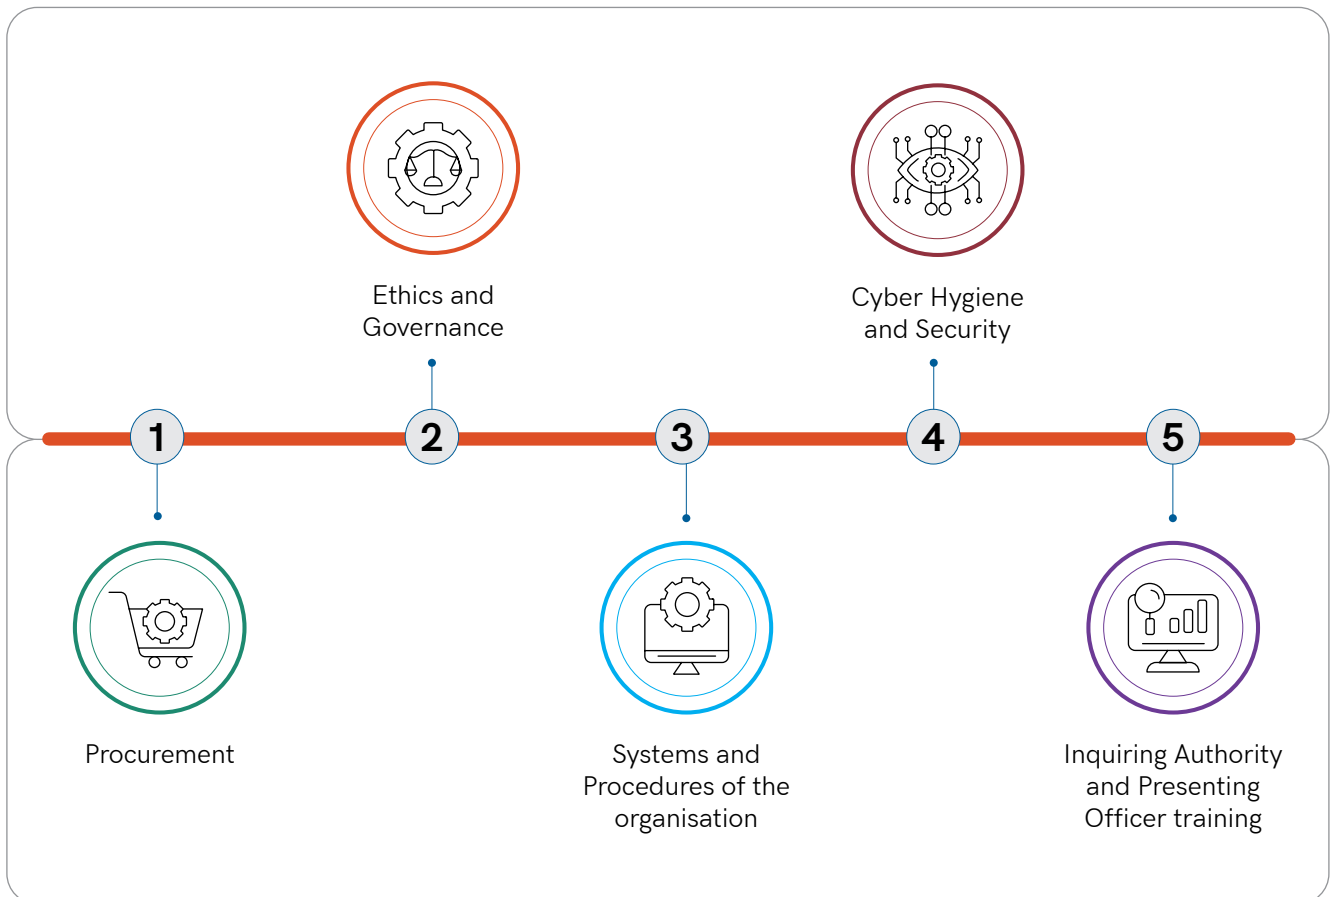 Ethics and
Governance
Cyber Hygiene
and Security
1
2
3
4
5
Procurement
Systems and
Procedures of the
organisation
Inquiring Authority
and Presenting
Officer training